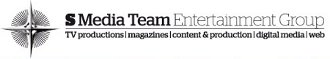 S Media Team Entertainment Group
TV productions | magazines | content & production | digital media | web